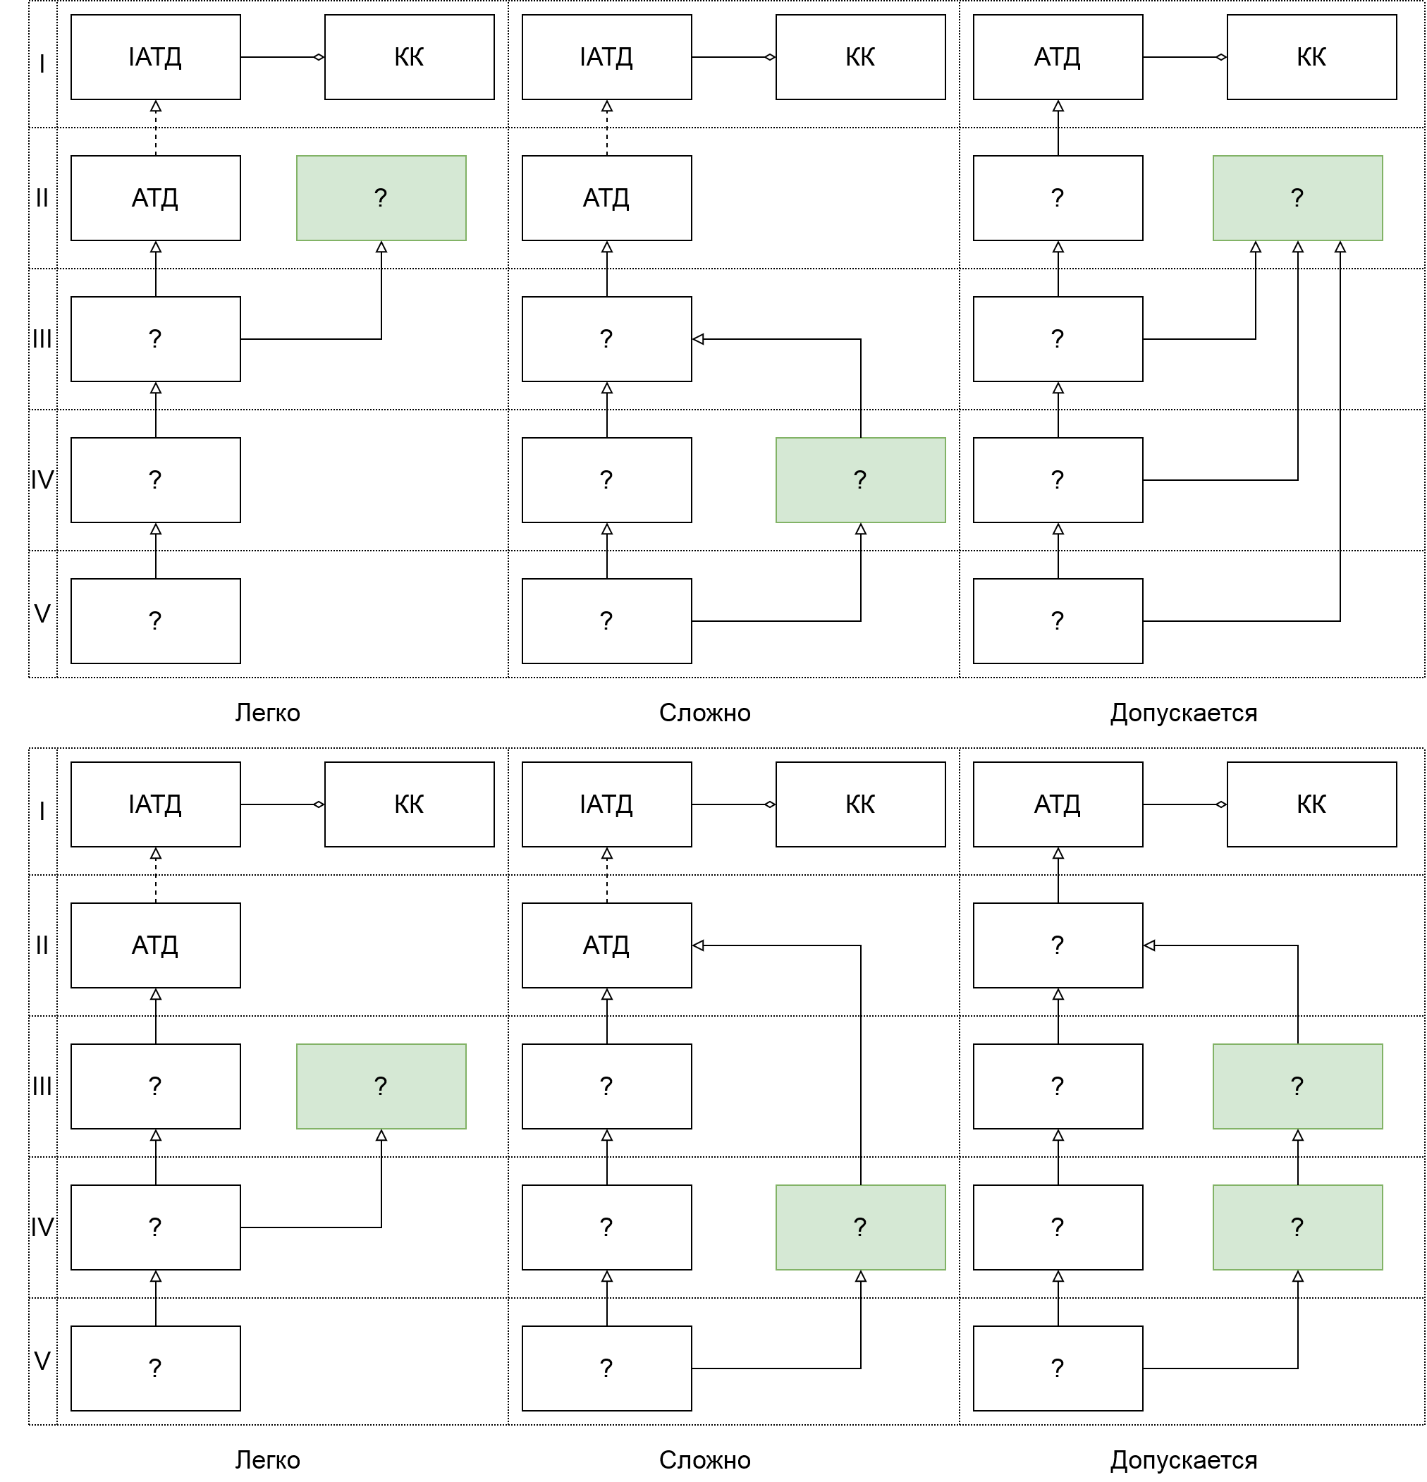 I IАТД КК IАТД КК АТД КК
II АТД ? АТД ? ?
III ? ? ?
IV ? ? ? ?
V ? ? ?
Легко Сложно Допускается
I IАТД КК IАТД КК АТД КК
II АТД АТД ?
III ? ? ? ? ?
IV ? ? ? ? ?
V ? ? ?
Легко Сложно Допускается